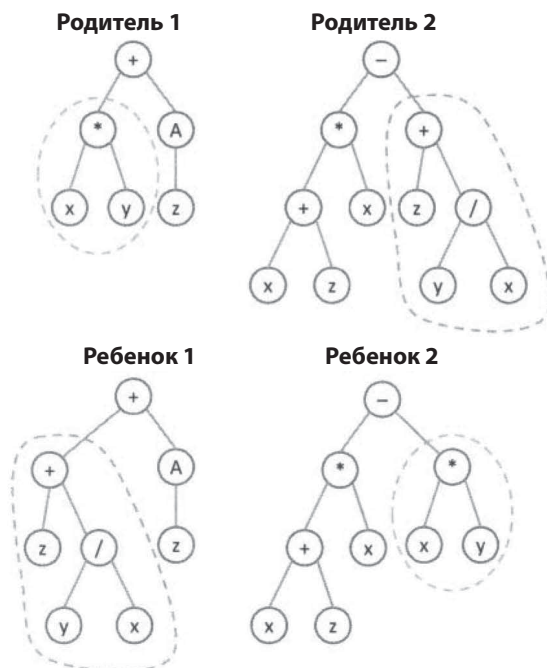 Родитель 1 Родитель 2
+ −
* A * +
x y z + x z /
x z y x
Ребенок 1 Ребенок 2
+ −
+ A * *
z / z + x x y
y x x z